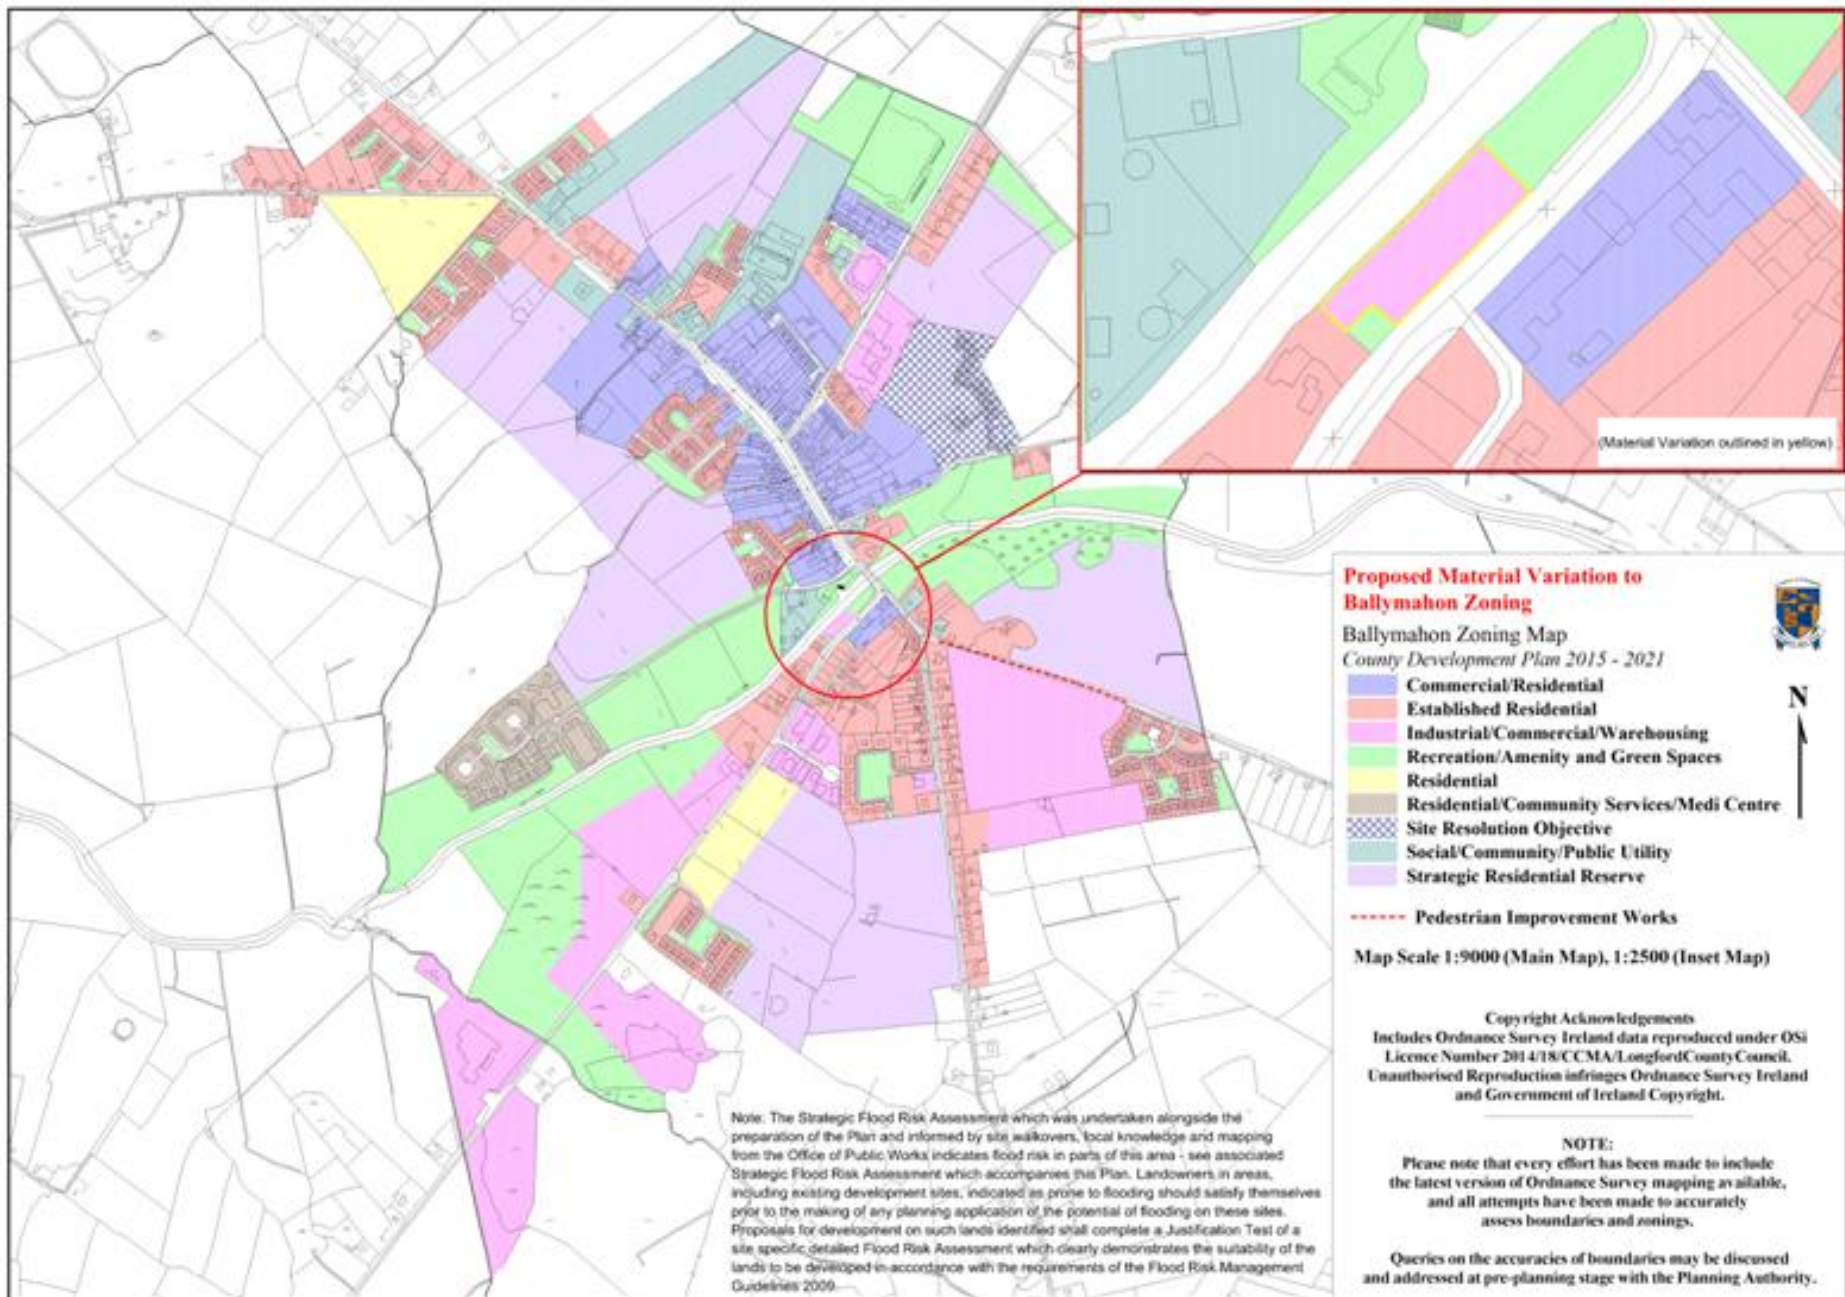 (Material Variation outlined in yellow)
Proposed Material Variation to
Ballymahon Zoning
Ballymahon Zoning Map
County Development Plan 2015 - 2021
Commercial/Residential
Established Residential
Industrial/Commercial/Warehousing
Recreation/Amenity and Green Spaces
Residential
Residential/Community Services/Medi Centre
Site Resolution Objective
Social/Community/Public Utility
Strategic Residential Reserve
Pedestrian Improvement Works
N
Map Scale 1:9000 (Main Map), 1:2500 (Inset Map)
Copyright Acknowledgements
Includes Ordnance Survey Ireland data reproduced under OSi
Licence Number 2014/18/CCMA/LongfordCountyCouncil.
Unauthorised Reproduction infringes Ordnance Survey Ireland
and Government of Ireland Copyright.
NOTE:
Please note that every effort has been made to include
the latest version of Ordnance Survey mapping available,
and all attempts have been made to accurately
assess boundaries and zonings.
Queries on the accuracies of boundaries may be discussed
and addressed at pre-planning stage with the Planning Authority.
Note: The Strategic Flood Risk Assessment which was undertaken alongside the
preparation of the Plan and informed by site walkovers, local knowledge and mapping
from the Office of Public Works indicates flood risk in parts of this area - see associated
Strategic Flood Risk Assessment which accompanies this Plan. Landowners in areas,
including existing development sites, indicated as prone to flooding should satisfy themselves
prior to the making of any planning application of the potential of flooding on these sites.
Proposals for development on such lands identified shall complete a Justification Test of a
site specific detailed Flood Risk Assessment which clearly demonstrates the suitability of the
lands to be developed in accordance with the requirements of the Flood Risk Management
Guidelines 2009.